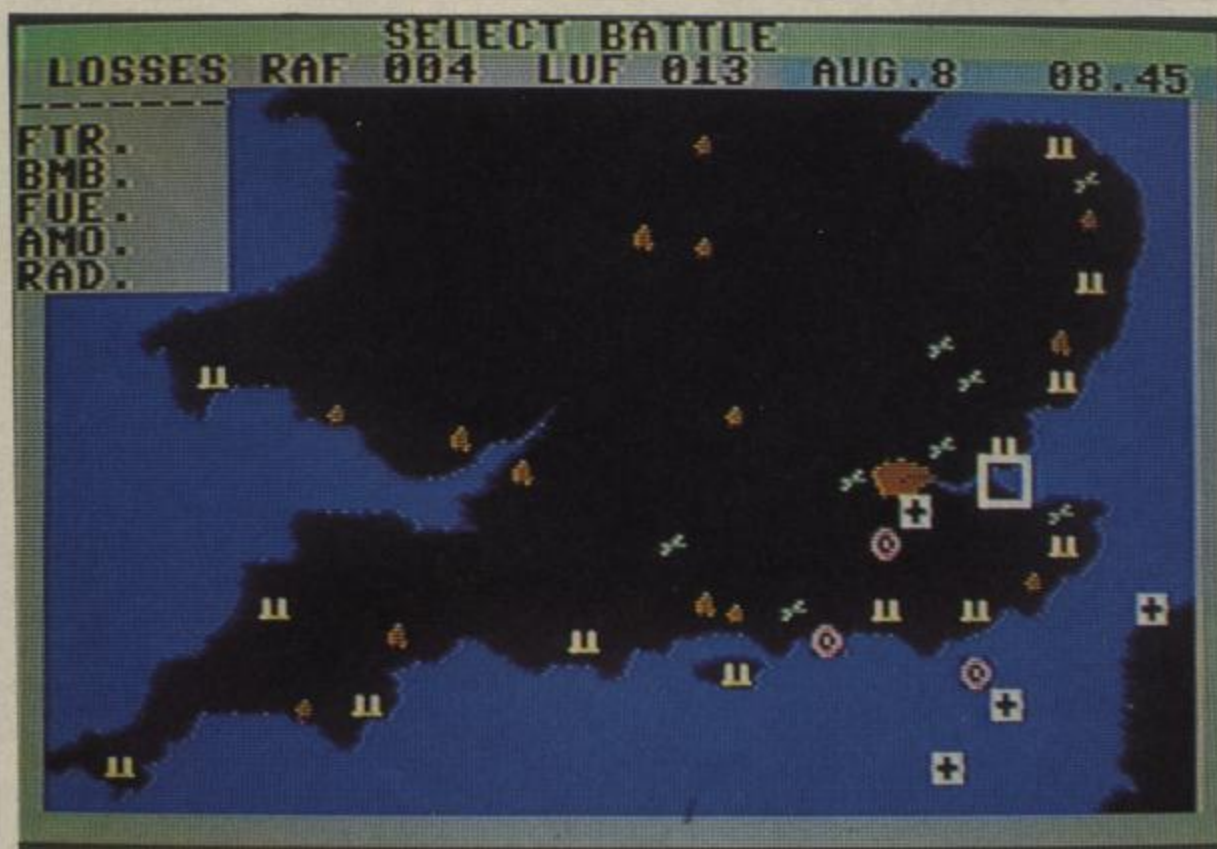 SELECT BATTLE
LOSSES RAF 004 LUF 013 AUG.8 08.45
--------
FTR.
BMB.
FUE.
AMO.
RAD.